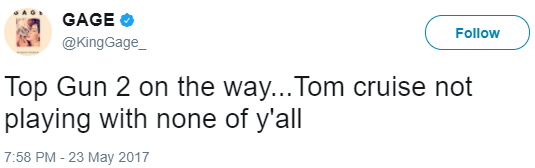 GAGE
GAGE
@KingGage_
Follow
Top Gun 2 on the way...Tom cruise not
playing with none of y'all
7:58 PM - 23 May 2017